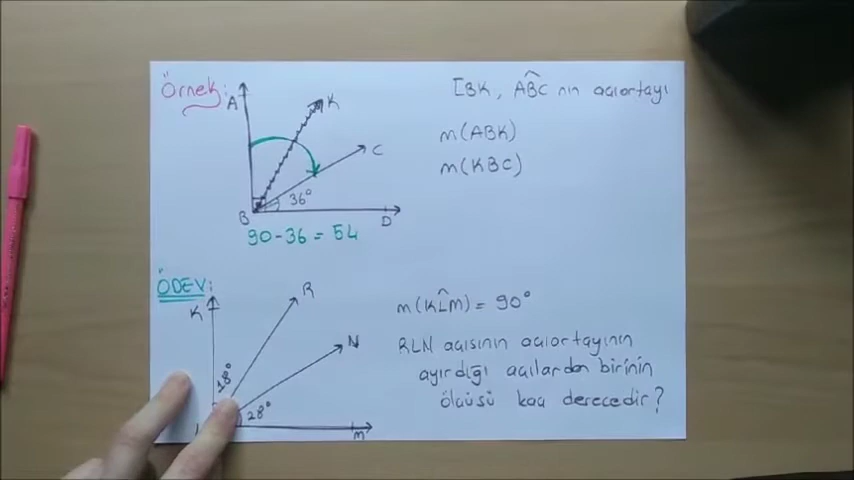 Örnek:
A
K
C
36°
B
D
90-36 = 54
[BK, ABC nın açıortayı
m(ABK)
m(KBC)
ÖDEV:
K
R
N
18°
28°
M
m(KLM) = 90°
RLN açısının açıortayının
ayırdığı açılardan birinin
ölçüsü kaç derecedir?